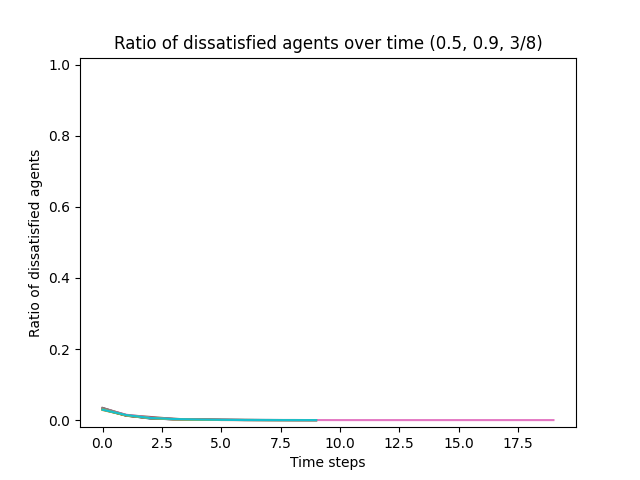 Ratio of dissatisfied agents over time (0.5, 0.9, 3/8)
Ratio of dissatisfied agents
1.0
0.8
0.6
0.4
0.2
0.0
0.0 2.5 5.0 7.5 10.0 12.5 15.0 17.5
Time steps